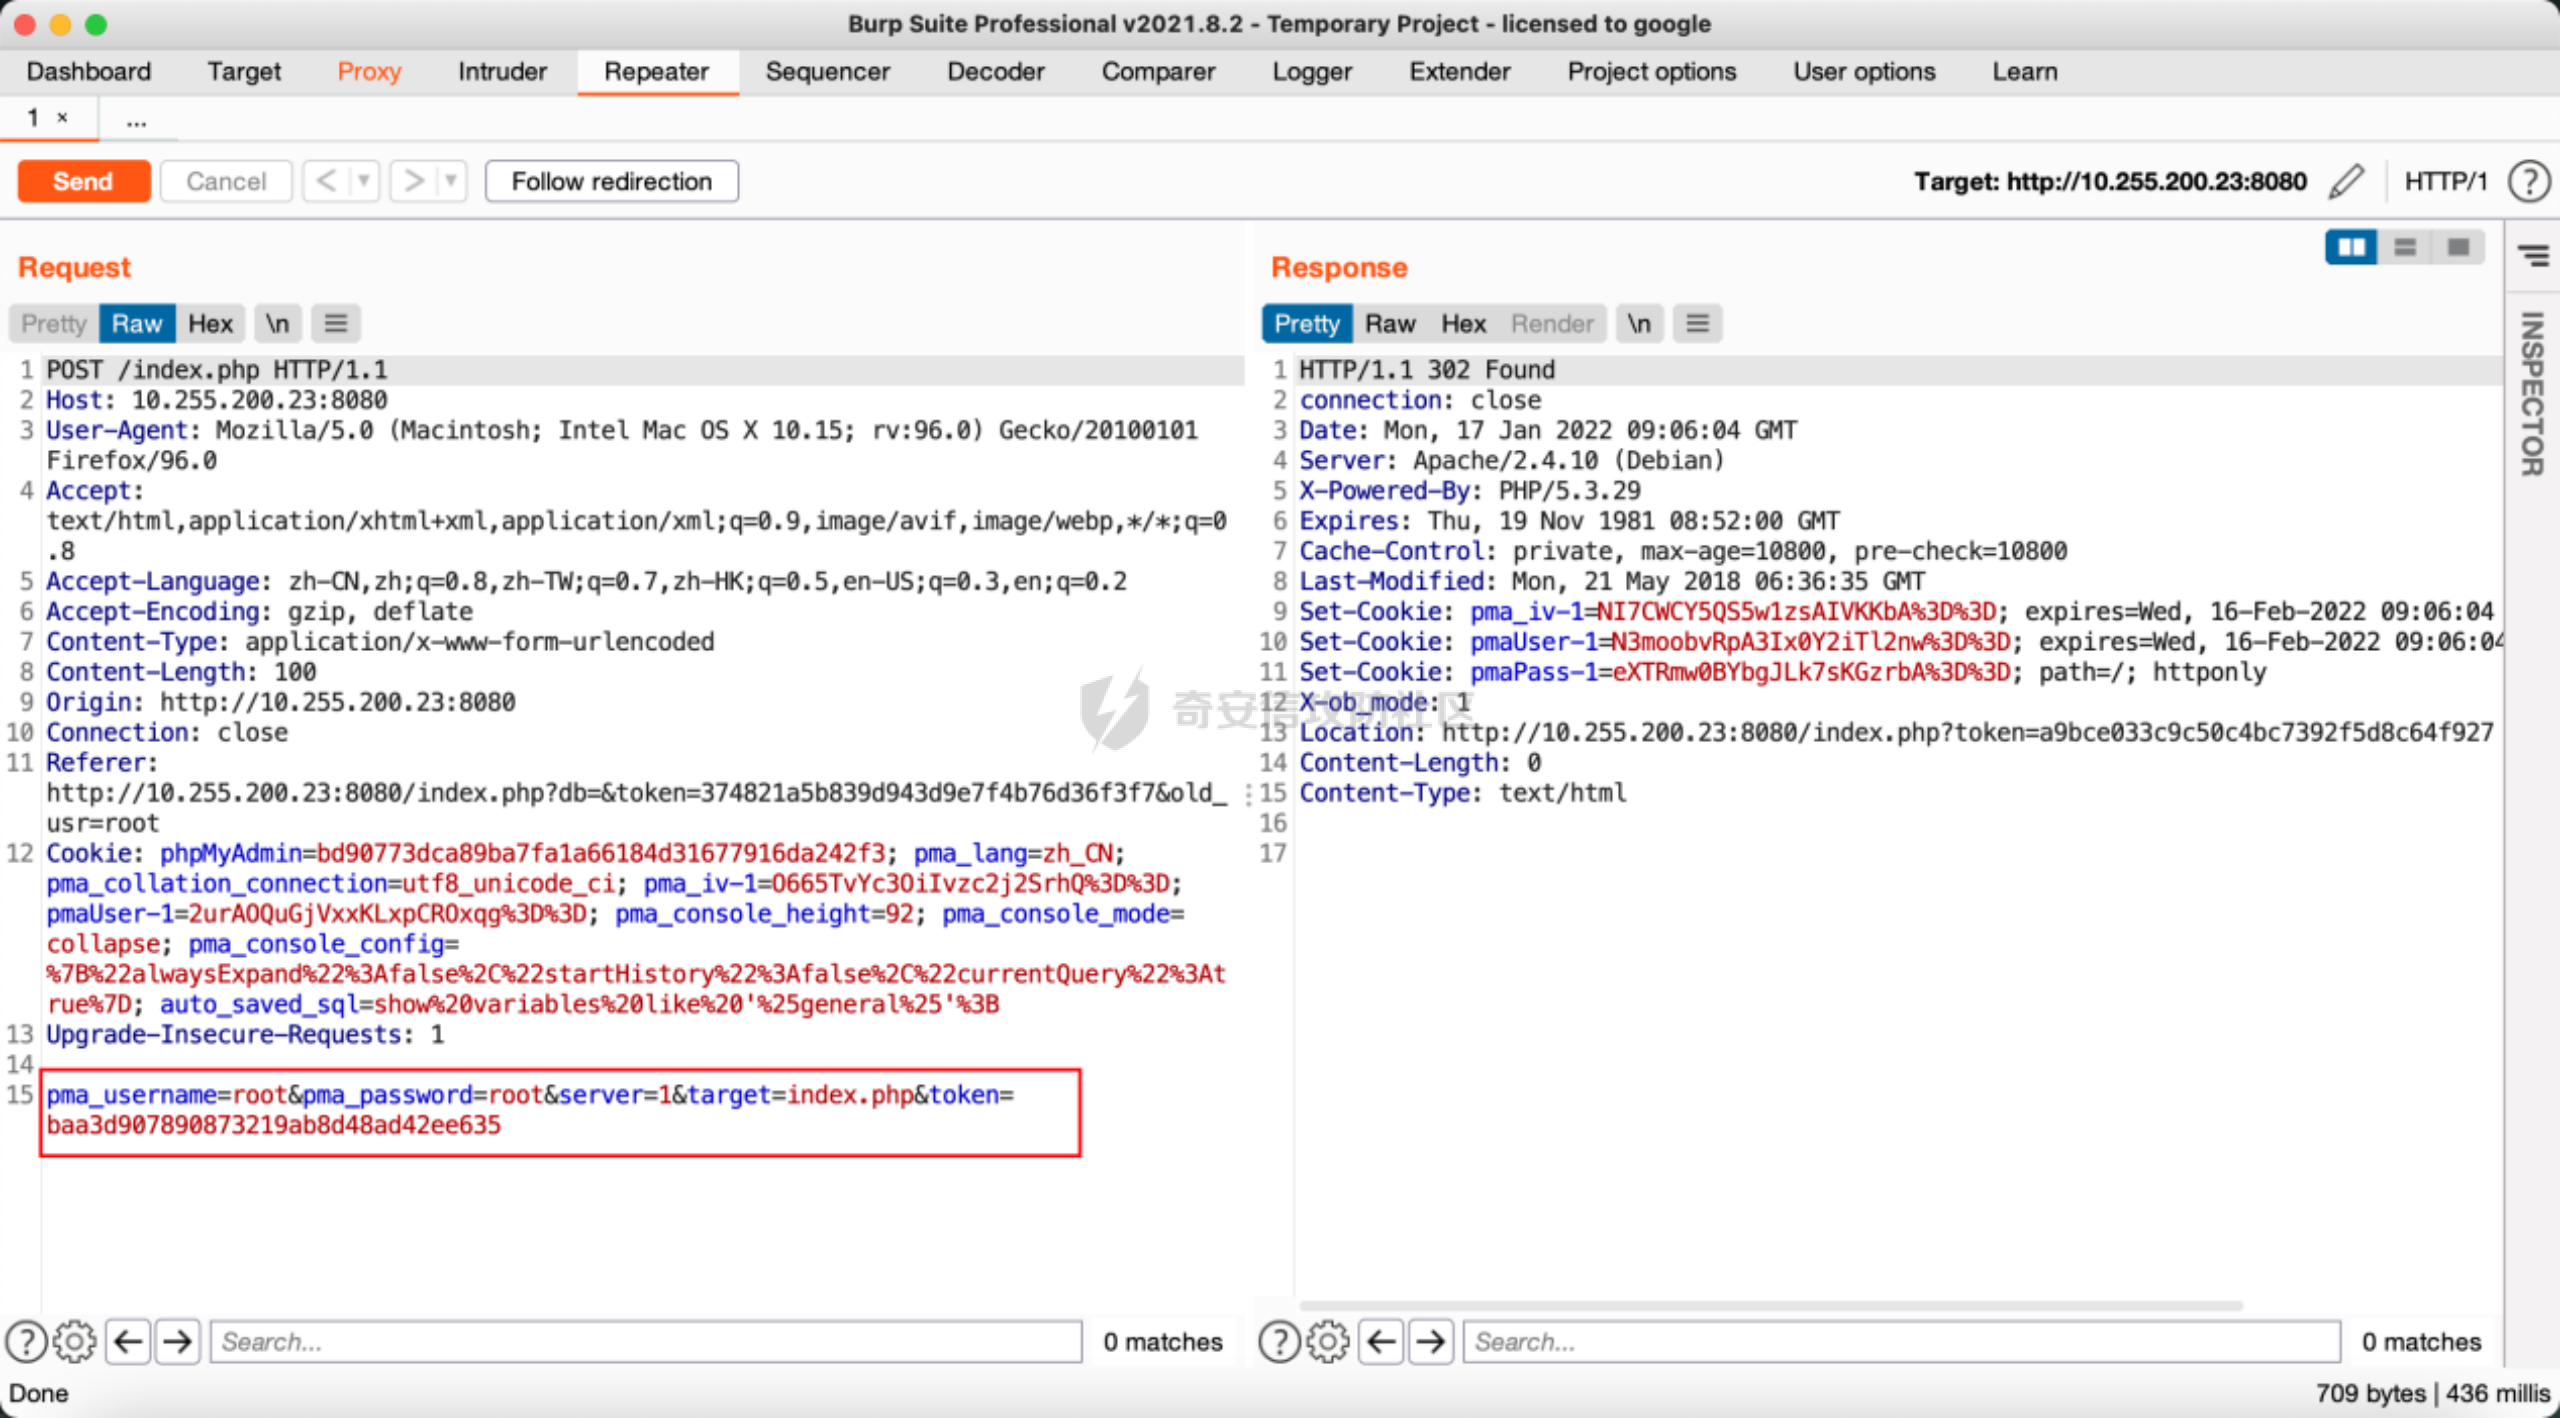 Burp Suite Professional v2021.8.2 - Temporary Project - licensed to google
Dashboard Target Proxy Intruder Repeater Sequencer Decoder Comparer Logger Extender Project options User options Learn
1 × ...
Send Cancel < > Follow redirection Target: http://10.255.200.23:8080 HTTP/1 ?
Request
Pretty Raw Hex \n
1 POST /index.php HTTP/1.1
2 Host: 10.255.200.23:8080
3 User-Agent: Mozilla/5.0 (Macintosh; Intel Mac OS X 10.15; rv:96.0) Gecko/20100101
Firefox/96.0
4 Accept:
text/html,application/xhtml+xml,application/xml;q=0.9,image/avif,image/webp,*/*;q=0
.8
5 Accept-Language: zh-CN,zh;q=0.8,zh-TW;q=0.7,zh-HK;q=0.5,en-US;q=0.3,en;q=0.2
6 Accept-Encoding: gzip, deflate
7 Content-Type: application/x-www-form-urlencoded
8 Content-Length: 100
9 Origin: http://10.255.200.23:8080
10 Connection: close
11 Referer:
http://10.255.200.23:8080/index.php?db=&token=374821a5b839d943d9e7f4b76d36f3f7&old_
usr=root
12 Cookie: phpMyAdmin=bd90773dca89ba7fa1a66184d31677916da242f3; pma_lang=zh_CN;
pma_collation_connection=utf8_unicode_ci; pma_iv-1=O665TvYc3OiIvzc2j2SrhQ%3D%3D;
pmaUser-1=2urAOQuGjVxxKLxpCROxqg%3D%3D; pma_console_height=92; pma_console_mode=
collapse; pma_console_config=
%7B%22alwaysExpand%22%3Afalse%2C%22startHistory%22%3Afalse%2C%22currentQuery%22%3At
rue%7D; auto_saved_sql=show%20variables%20like%20'%25general%25'%3B
13 Upgrade-Insecure-Requests: 1
14
15 pma_username=root&pma_password=root&server=1&target=index.php&token=
baa3d907890873219ab8d48ad42ee635
Response
Pretty Raw Hex Render \n
1 HTTP/1.1 302 Found
2 connection: close
3 Date: Mon, 17 Jan 2022 09:06:04 GMT
4 Server: Apache/2.4.10 (Debian)
5 X-Powered-By: PHP/5.3.29
6 Expires: Thu, 19 Nov 1981 08:52:00 GMT
7 Cache-Control: private, max-age=10800, pre-check=10800
8 Last-Modified: Mon, 21 May 2018 06:36:35 GMT
9 Set-Cookie: pma_iv-1=NI7CWCY5QS5w1zsAIVKKbA%3D%3D; expires=Wed, 16-Feb-2022 09:06:04
10 Set-Cookie: pmaUser-1=N3moobvRpA3Ix0Y2iTl2nw%3D%3D; expires=Wed, 16-Feb-2022 09:06:04
11 Set-Cookie: pmaPass-1=eXTRmw0BYbgJLk7sKGzrbA%3D%3D; path=/; httponly
12 X-ob_mode: 1
13 Location: http://10.255.200.23:8080/index.php?token=a9bce033c9c50c4bc7392f5d8c64f927
14 Content-Length: 0
15 Content-Type: text/html
16
17
奇安信攻防社区
INSPECTOR
? Search... 0 matches
? Search... 0 matches
Done
709 bytes | 436 millis